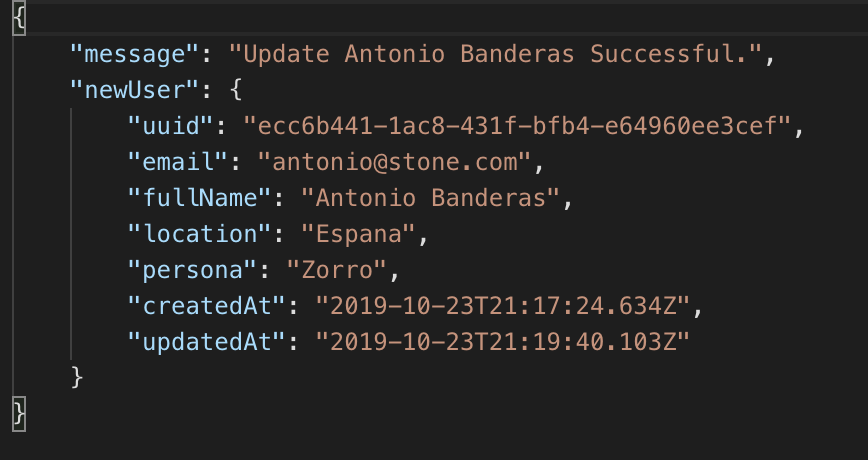 {
"message": "Update Antonio Banderas Successful.",
"newUser": {
"uuid": "ecc6b441-1ac8-431f-bfb4-e64960ee3cef",
"email": "antonio@stone.com",
"fullName": "Antonio Banderas",
"location": "Espana",
"persona": "Zorro",
"createdAt": "2019-10-23T21:17:24.634Z",
"updatedAt": "2019-10-23T21:19:40.103Z"
}
}